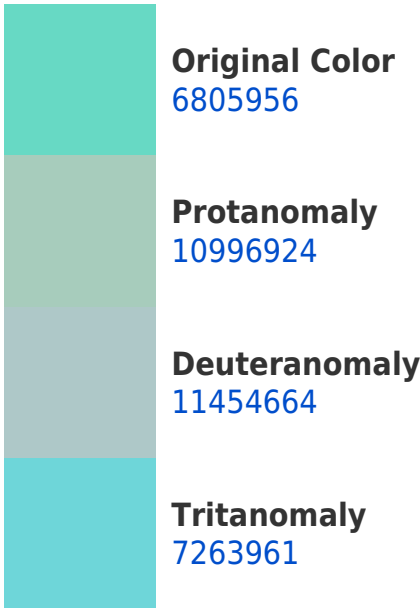 Original Color
6805956
Protanomaly
10996924
Deuteranomaly
11454664
Tritanomaly
7263961